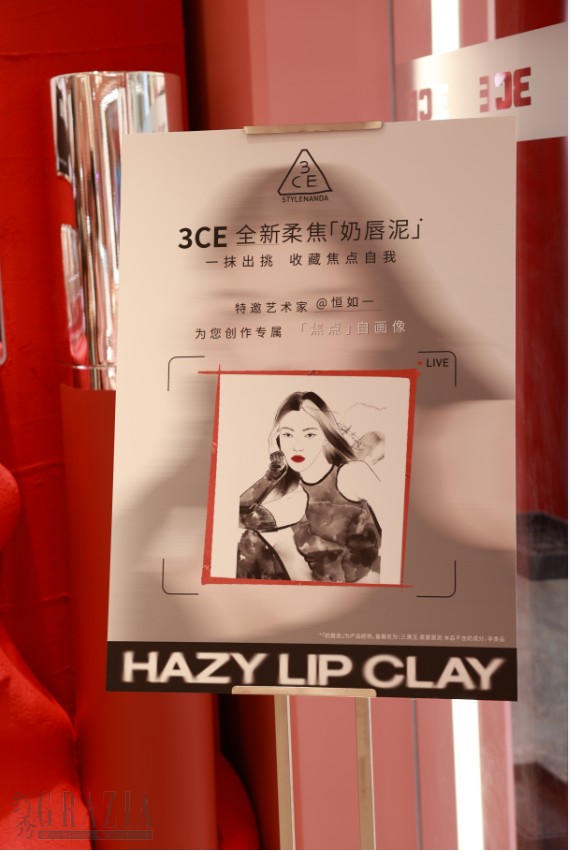 3CE
3CE
3CE
STYLENANDA
3CE 全新柔焦「奶唇泥」
一抹出挑 收藏焦点自我
特邀艺术家 @恒如一
为您创作专属 「焦点」自画像
LIVE
HAZY LIP CLAY
GRAZIA